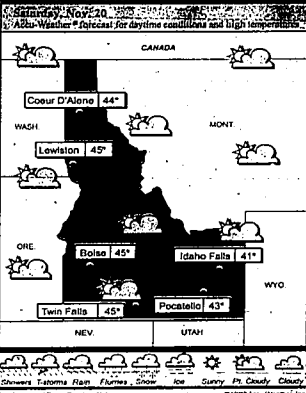 Saturday, Nov. 20
Accu-Weather® forecast for daytime conditions and high temperatures
CANADA
Coeur D'Alene 44°
WASH.
MONT.
Lewiston 45°
ORE.
Boise 45°
Idaho Falls 41°
WYO.
Twin Falls 45°
Pocatello 43°
NEV.
UTAH
Showers T-storms Rain Flurries Snow Ice Sunny Pt. Cloudy Cloudy